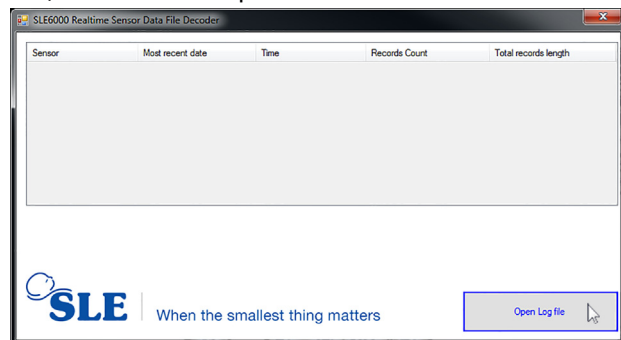 SLE6000 Realtime Sensor Data File Decoder
Sensor Most recent date Time Records Count Total records length
SLE When the smallest thing matters
Open Log file